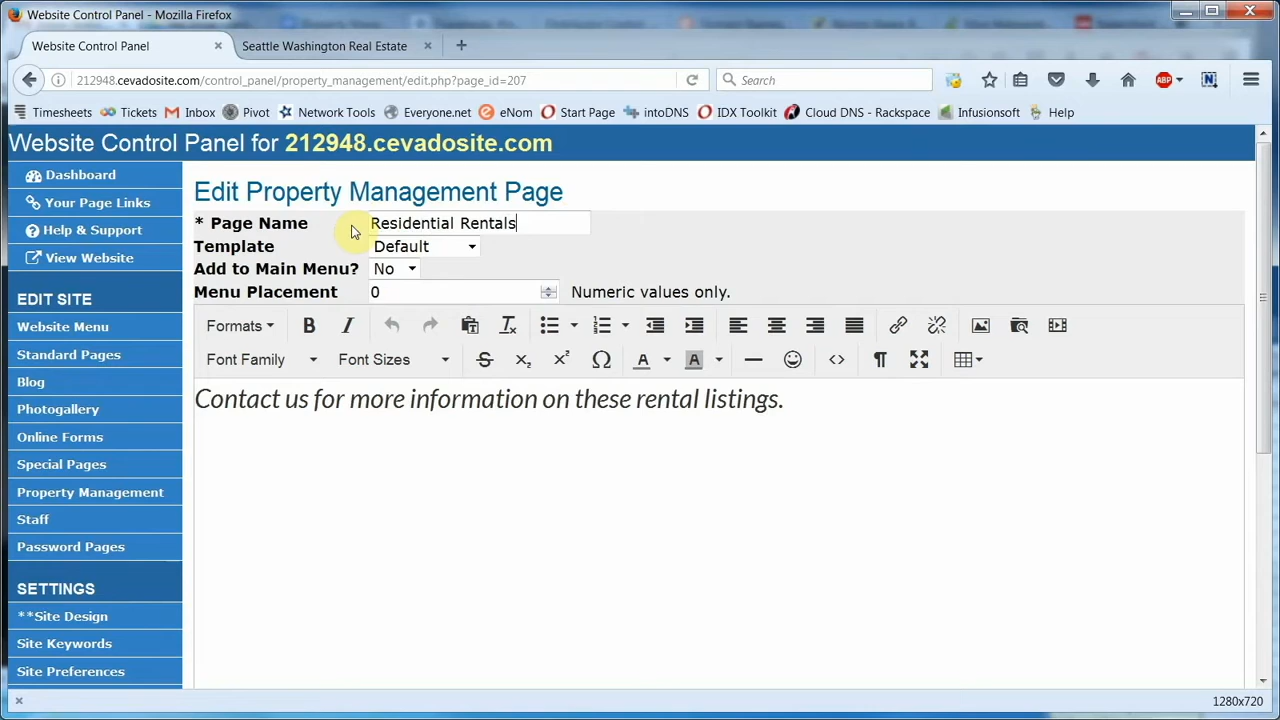 Website Control Panel - Mozilla Firefox
Website Control Panel
Seattle Washington Real Estate
212948.cevadosite.com/control_panel/property_management/edit.php?page_id=207
Search
ABP
Timesheets
Tickets
Inbox
Pivot
Network Tools
Everyone.net
eNom
Start Page
intoDNS
IDX Toolkit
Cloud DNS - Rackspace
Infusionsoft
Help
Website Control Panel for 212948.cevadosite.com
Dashboard
Your Page Links
Help & Support
View Website
EDIT SITE
Website Menu
Standard Pages
Blog
Photogallery
Online Forms
Special Pages
Property Management
Staff
Password Pages
SETTINGS
**Site Design
Site Keywords
Site Preferences
Edit Property Management Page
* Page Name Residential Rentals
Template Default
Add to Main Menu? No
Menu Placement 0 Numeric values only.
Formats
Font Family
Font Sizes
Contact us for more information on these rental listings.
1280x720